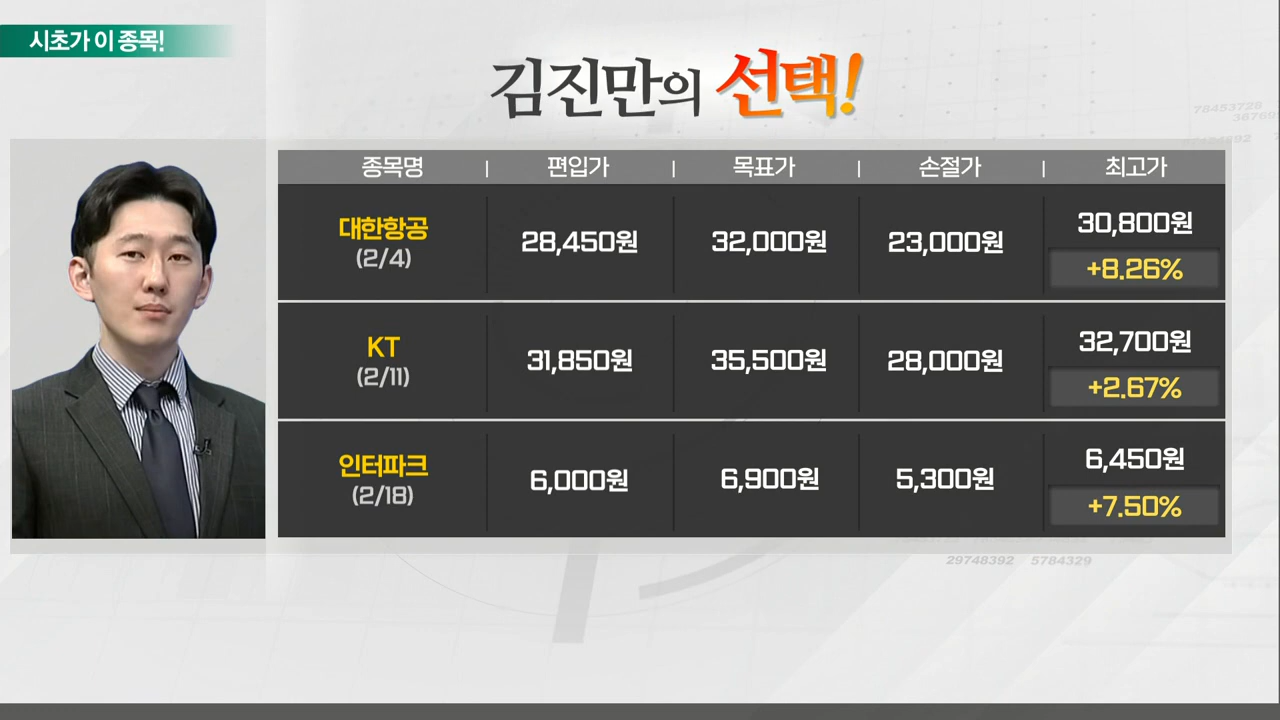 시초가 이 종목!
김진만의 선택!
종목명 | 편입가 | 목표가 | 손절가 | 최고가
대한항공
(2/4)
28,450원
32,000원
23,000원
30,800원
+8.26%
KT
(2/11)
31,850원
35,500원
28,000원
32,700원
+2.67%
인터파크
(2/18)
6,000원
6,900원
5,300원
6,450원
+7.50%
78453729
29748392 5784329